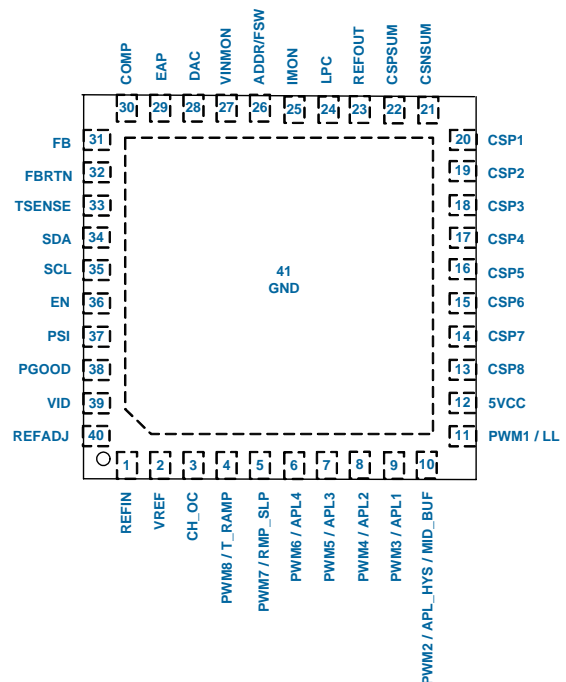 COMP
EAP
DAC
VINMON
ADDR/FSW
IMON
LPC
REFOUT
CSPSUM
CSNSUM
30
29
28
27
26
25
24
23
22
21
FB 31
FBRTN 32
TSENSE 33
SDA 34
SCL 35
EN 36
PSI 37
PGOOD 38
VID 39
REFADJ 40
41
GND
20 CSP1
19 CSP2
18 CSP3
17 CSP4
16 CSP5
15 CSP6
14 CSP7
13 CSP8
12 5VCC
11 PWM1 / LL
1
2
3
4
5
6
7
8
9
10
REFIN
VREF
CH_OC
PWM8 / T_RAMP
PWM7 / RMP_SLP
PWM6 / APL4
PWM5 / APL3
PWM4 / APL2
PWM3 / APL1
PWM2 / APL_HYS / MID_BUF